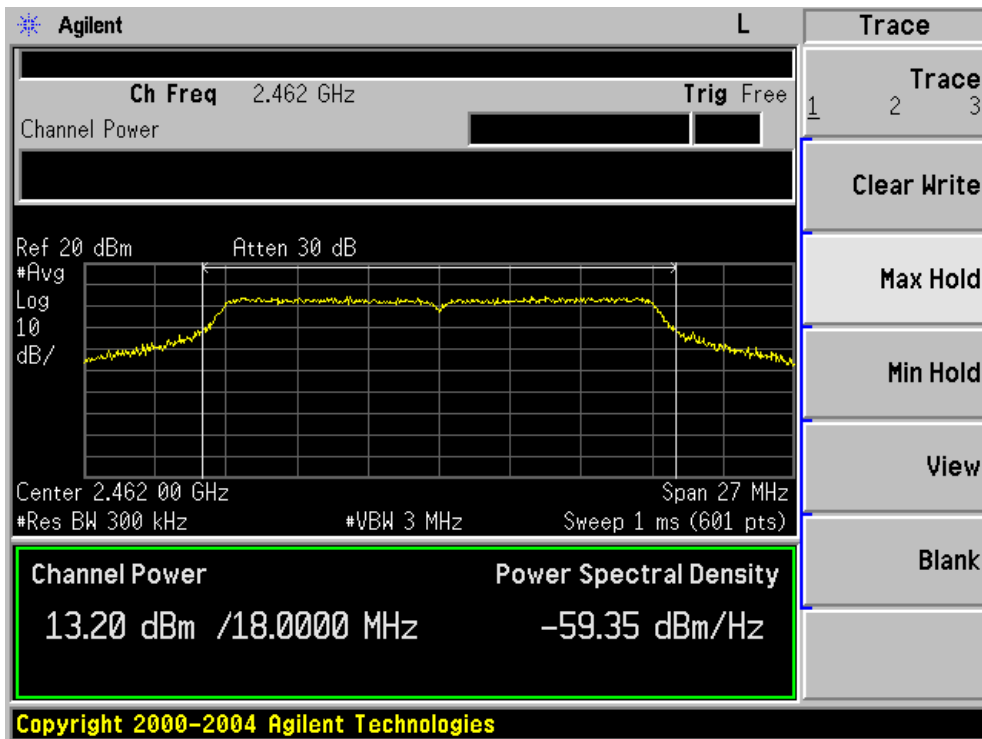 Agilent L Trace
Ch Freq 2.462 GHz Trig Free
Channel Power
Trace
1 2 3
Clear Write
Max Hold
Min Hold
View
Blank
Ref 20 dBm Atten 30 dB
#Avg
Log
10
dB/
Center 2.462 00 GHz Span 27 MHz
#Res BW 300 kHz #VBW 3 MHz Sweep 1 ms (601 pts)
Channel Power Power Spectral Density
13.20 dBm /18.0000 MHz -59.35 dBm/Hz
Copyright 2000-2004 Agilent Technologies